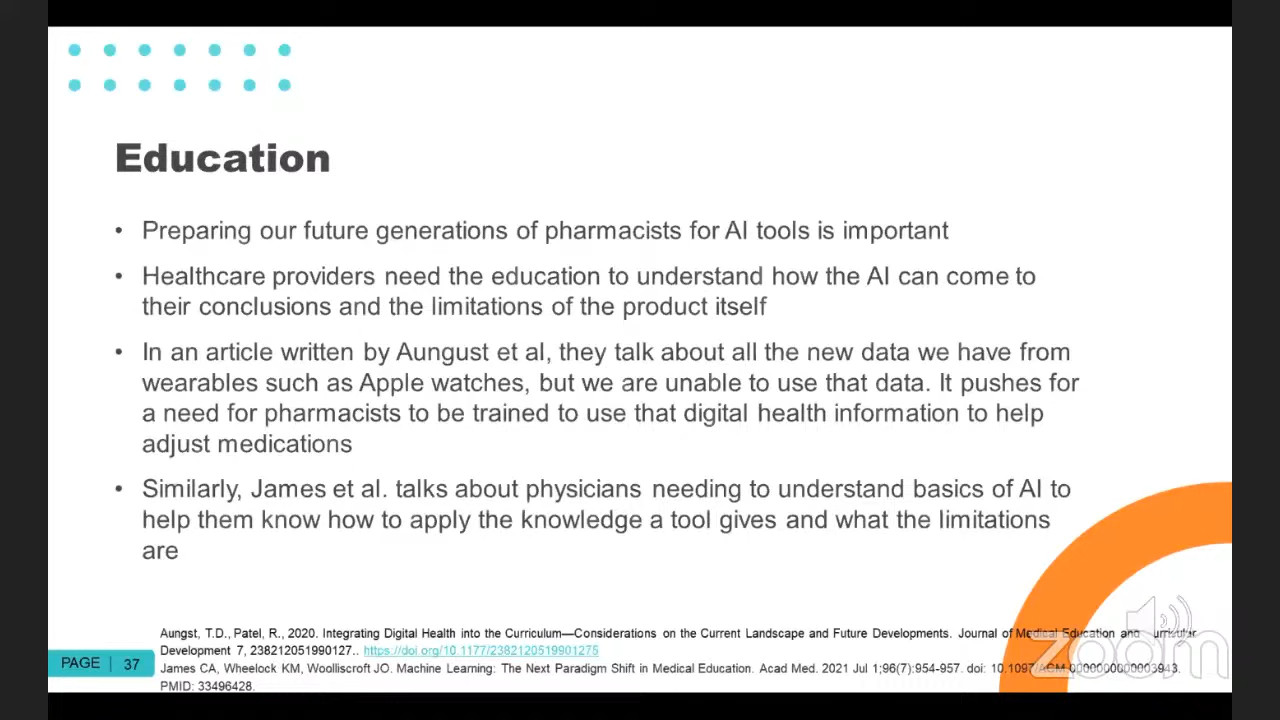 Education
• Preparing our future generations of pharmacists for AI tools is important
• Healthcare providers need the education to understand how the AI can come to
their conclusions and the limitations of the product itself
• In an article written by Aungust et al, they talk about all the new data we have from
wearables such as Apple watches, but we are unable to use that data. It pushes for
a need for pharmacists to be trained to use that digital health information to help
adjust medications
• Similarly, James et al. talks about physicians needing to understand basics of AI to
help them know how to apply the knowledge a tool gives and what the limitations
are
Aungst, T.D., Patel, R., 2020. Integrating Digital Health into the Curriculum—Considerations on the Current Landscape and Future Developments. Journal of Medical Education and Curricular
Development 7, 238212051990127.. https://doi.org/10.1177/2382120519901275
James CA, Wheelock KM, Woolliscroft JO. Machine Learning: The Next Paradigm Shift in Medical Education. Acad Med. 2021 Jul 1;96(7):954-957. doi: 10.1097/ACM.0000000000003943.
PMID: 33496428.
PAGE | 37
zoom